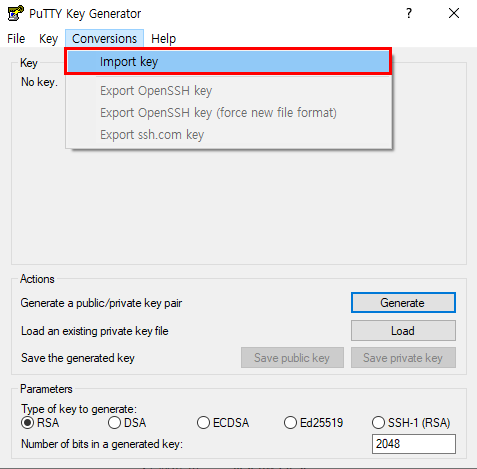 PuTTY Key Generator ? ×
File Key Conversions Help
Import key
Export OpenSSH key
Export OpenSSH key (force new file format)
Export ssh.com key
Key
No key.
Actions
Generate a public/private key pair Generate
Load an existing private key file Load
Save the generated key Save public key Save private key
Parameters
Type of key to generate:
RSA DSA ECDSA Ed25519 SSH-1 (RSA)
Number of bits in a generated key: 2048